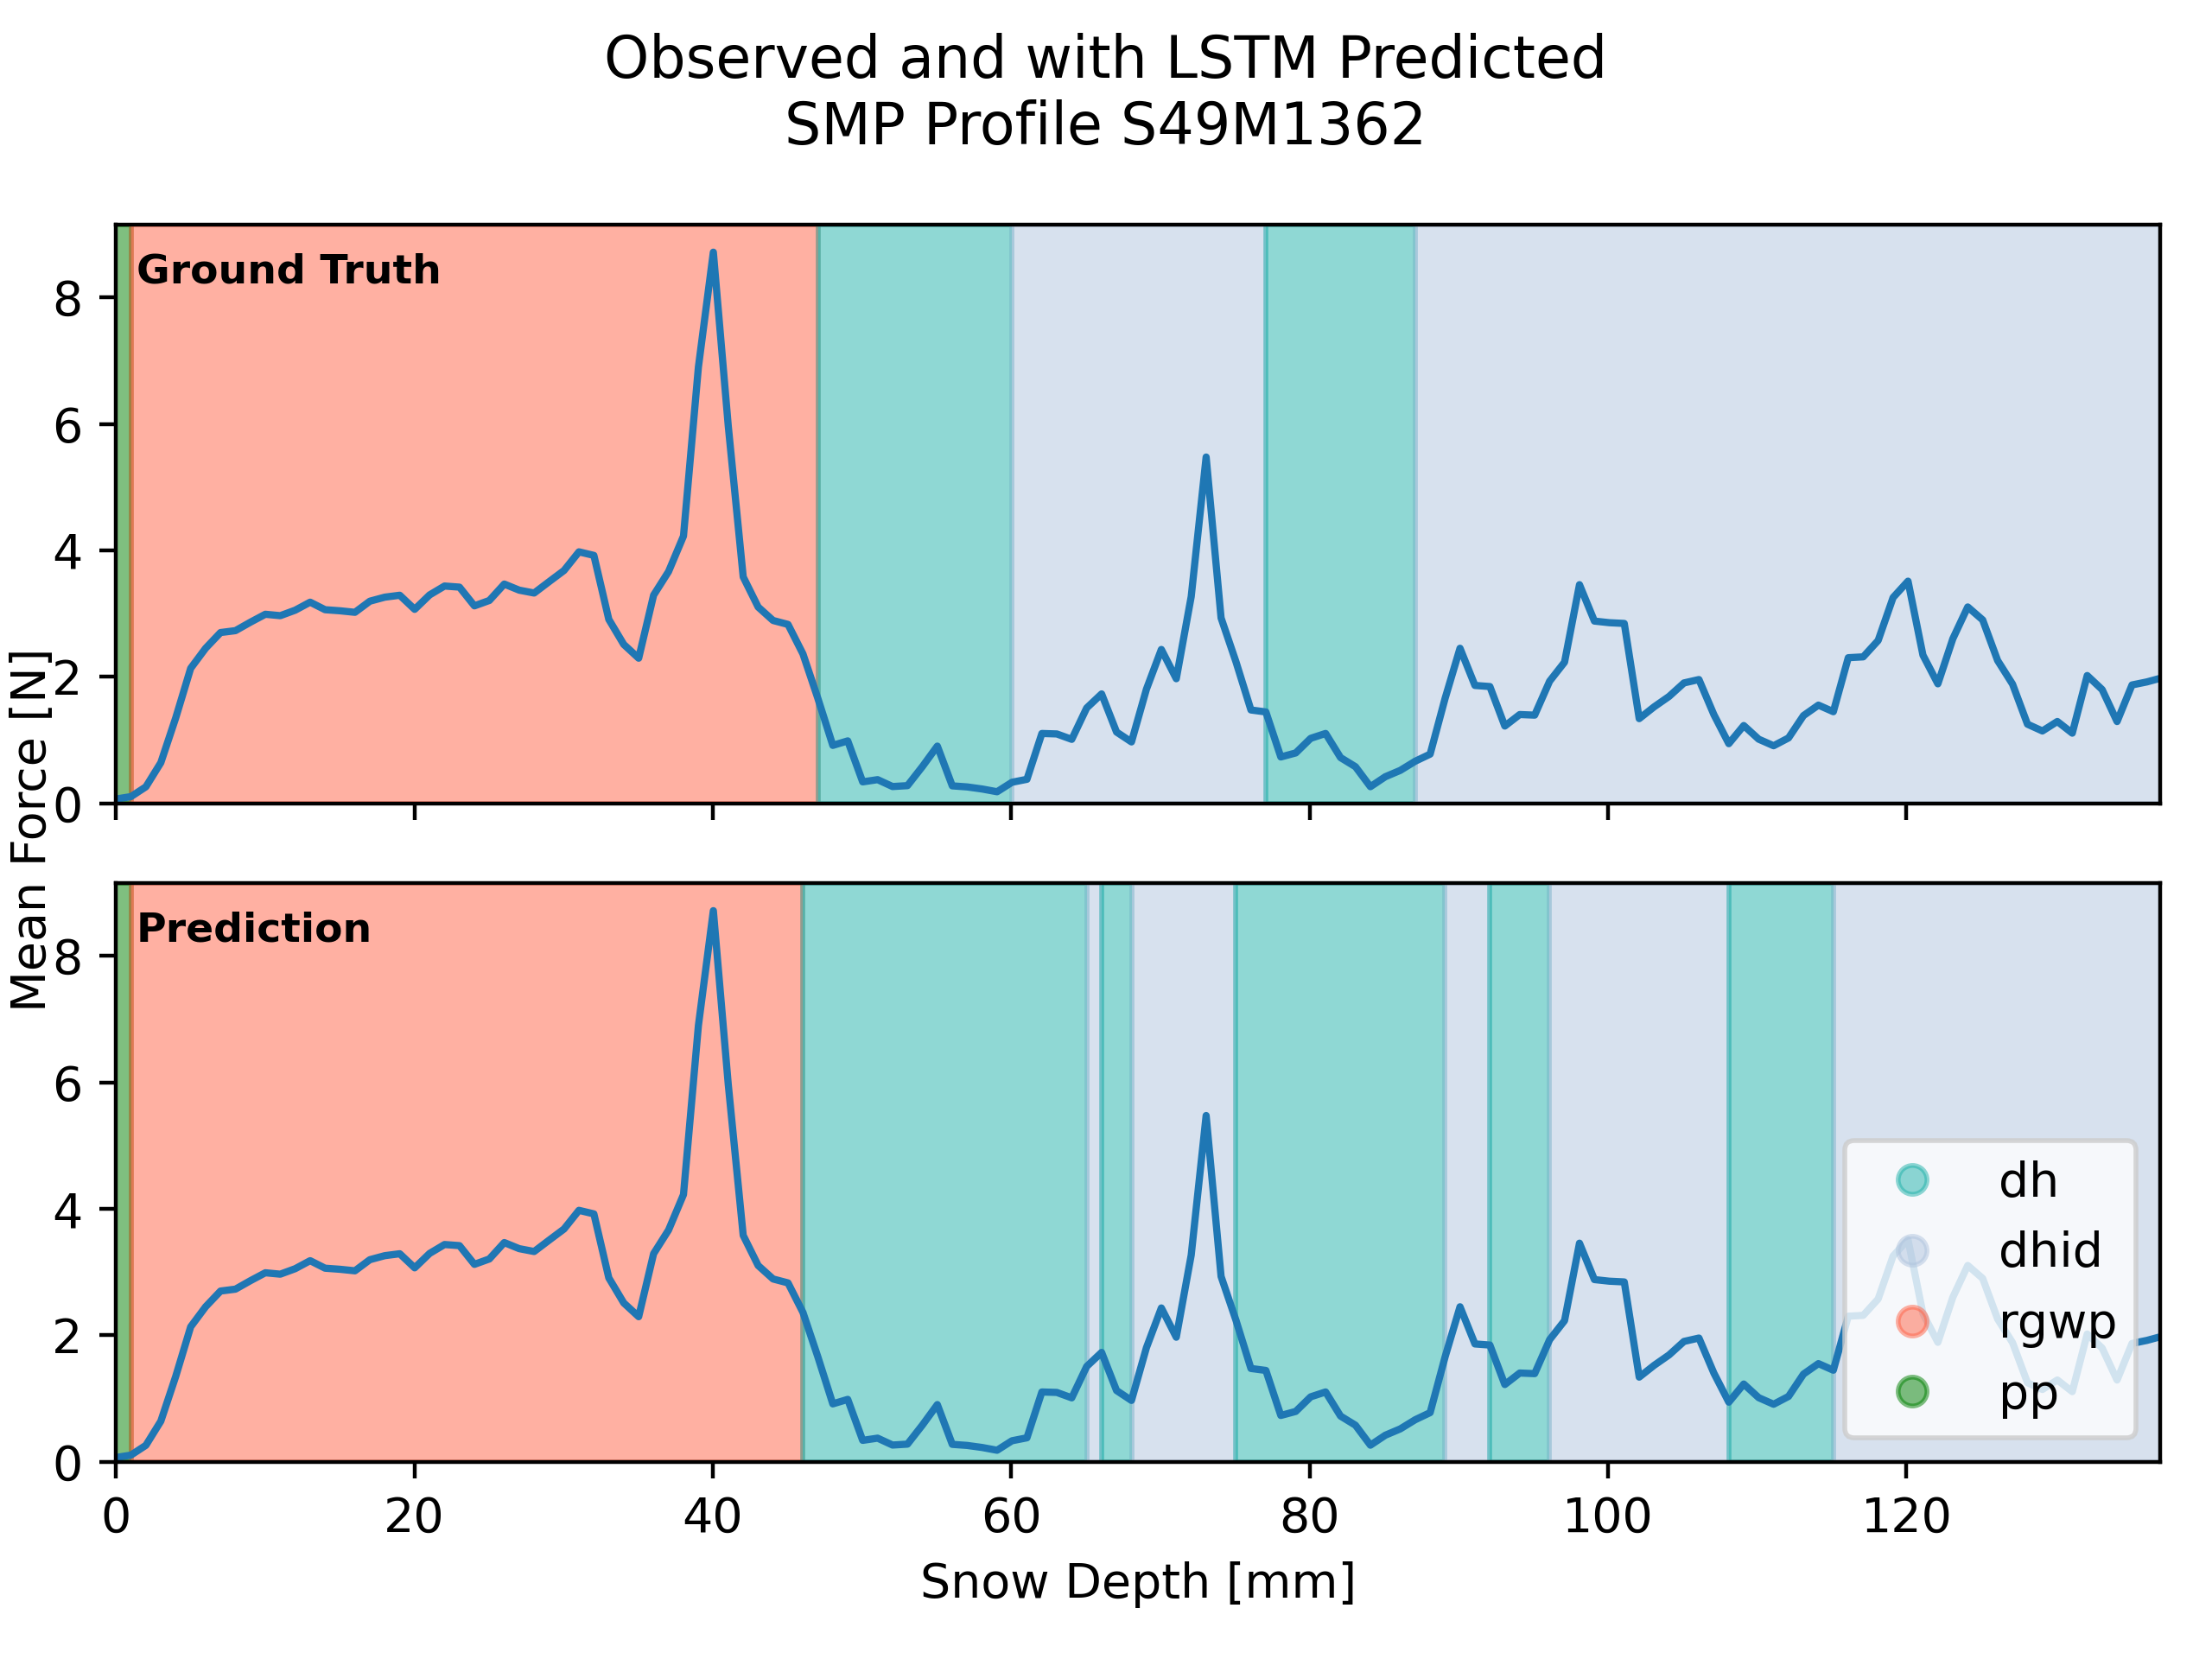 Observed and with LSTM Predicted
SMP Profile S49M1362
Ground Truth
8
6
4
2
0
Mean Force [N]
Prediction
8
6
4
2
0
dh
dhid
rgwp
pp
0 20 40 60 80 100 120
Snow Depth [mm]